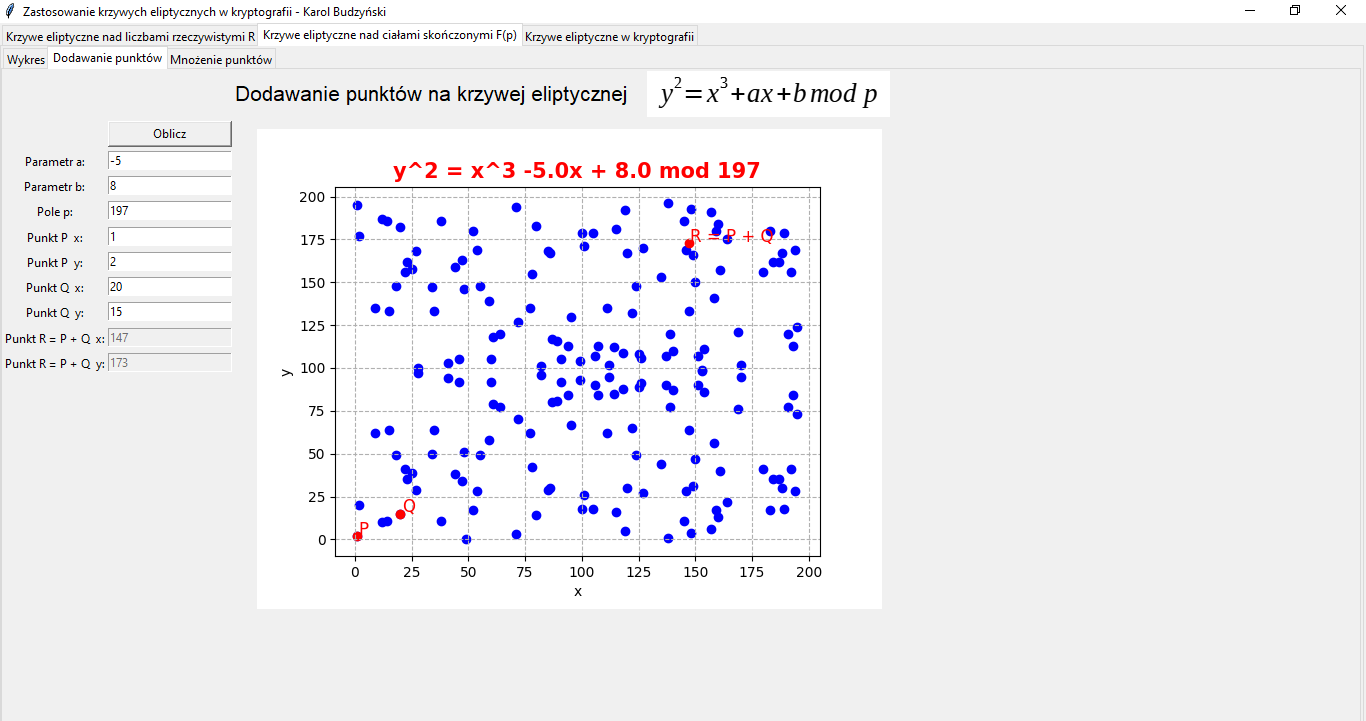 Zastosowanie krzywych eliptycznych w kryptografii - Karol Budzyński
Krzywe eliptyczne nad liczbami rzeczywistymi R Krzywe eliptyczne nad ciałami skończonymi F(p) Krzywe eliptyczne w kryptografii
Wykres Dodawanie punktów Mnożenie punktów
Dodawanie punktów na krzywej eliptycznej y²=x³+ax+b mod p
Oblicz
Parametr a: -5
Parametr b: 8
Pole p: 197
Punkt P x: 1
Punkt P y: 2
Punkt Q x: 20
Punkt Q y: 15
Punkt R = P + Q x: 147
Punkt R = P + Q y: 173
y^2 = x^3 -5.0x + 8.0 mod 197
200
175
150
125
100
75
50
25
0
y
R = P + Q
Q
P
0 25 50 75 100 125 150 175 200
x